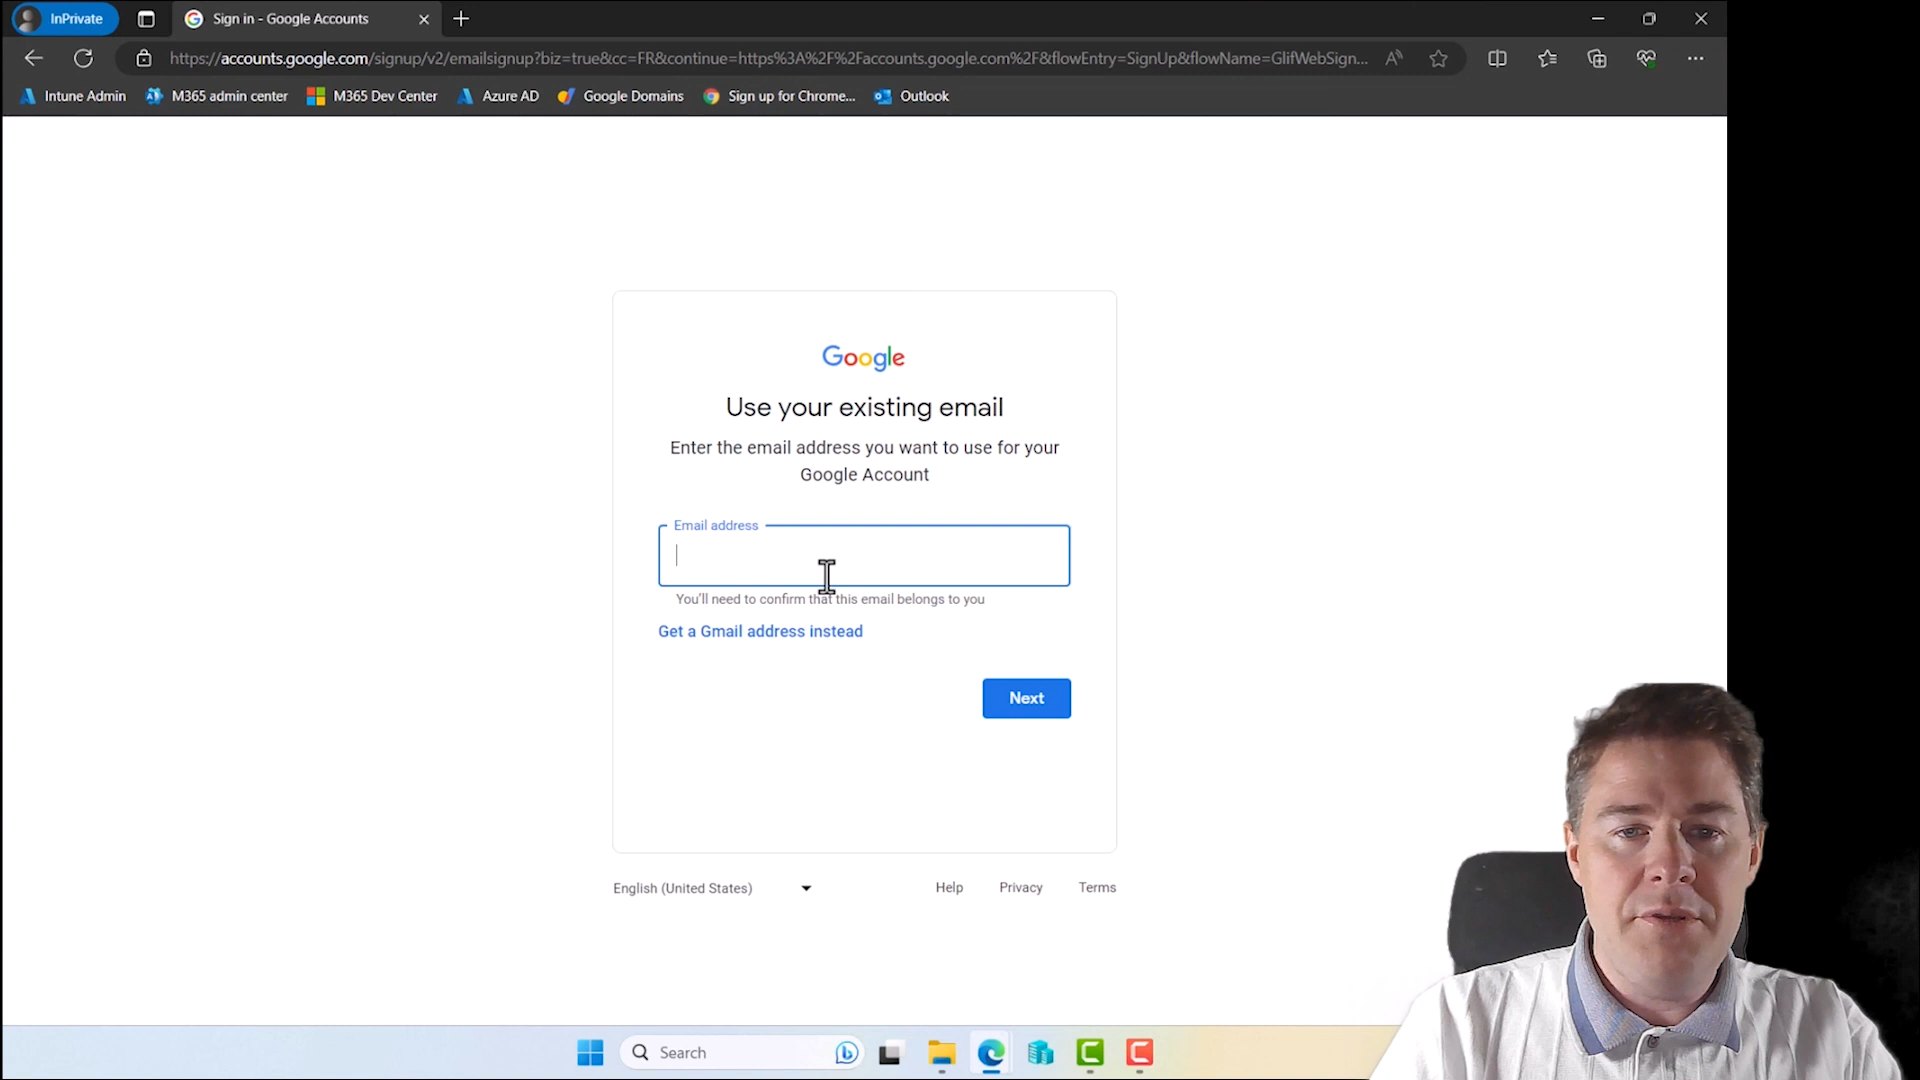 InPrivate
Sign in - Google Accounts
https://accounts.google.com/signup/v2/emailsignup?biz=true&cc=FR&continue=https%3A%2F%2Faccounts.google.com%2F&flowEntry=SignUp&flowName=GlifWebSign...
Intune Admin
M365 admin center
M365 Dev Center
Azure AD
Google Domains
Sign up for Chrome...
Outlook
Google
Use your existing email
Enter the email address you want to use for your
Google Account
Email address
You'll need to confirm that this email belongs to you
Get a Gmail address instead
Next
English (United States)
Help
Privacy
Terms
Search